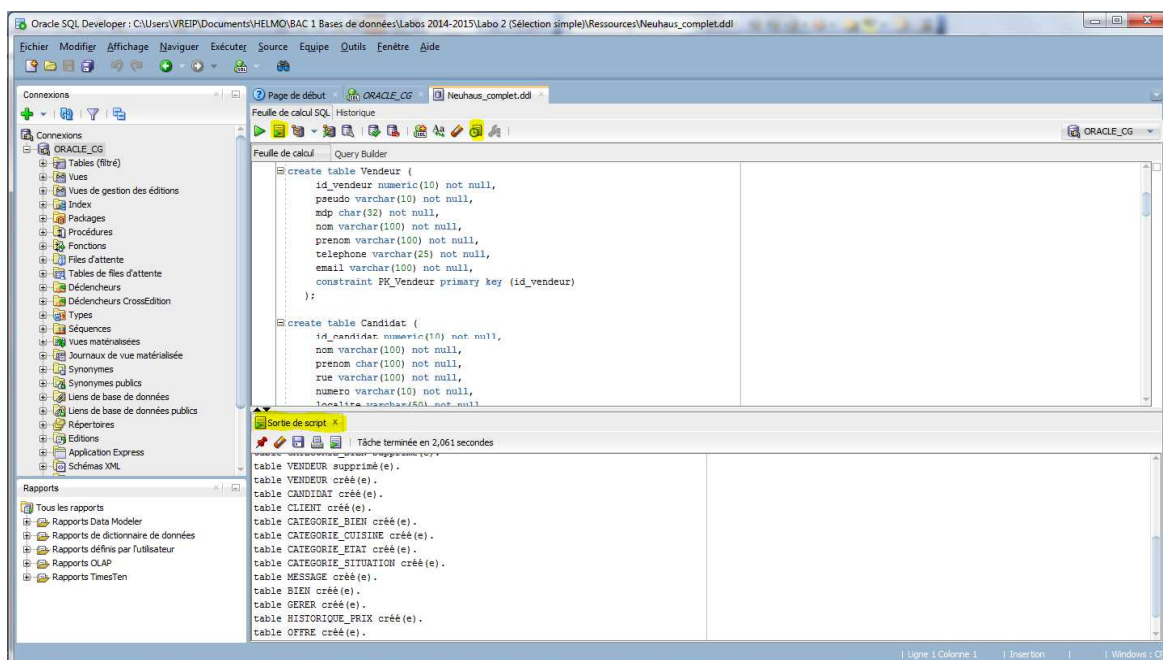 Oracle SQL Developer : C:\Users\VREIP\Documents\HELMO\BAC 1 Bases de données\Labos 2014-2015\Labo 2 (Sélection simple)\Ressources\Neuhaus_complet.ddl
Fichier Modifier Affichage Naviguer Exécuter Source Equipe Outils Fenêtre Aide
Connexions
Connexions
ORACLE_CG
Tables (filtré)
Vues
Vues de gestion des éditions
Index
Packages
Procédures
Fonctions
Files d'attente
Tables de files d'attente
Déclencheurs
Déclencheurs CrossEdition
Types
Séquences
Vues matérialisées
Journaux de vue matérialisée
Synonymes
Synonymes publics
Liens de base de données
Liens de base de données publics
Répertoires
Editions
Application Express
Schémas XML
Rapports
Tous les rapports
Rapports Data Modeler
Rapports de dictionnaire de données
Rapports définis par l'utilisateur
Rapports OLAP
Rapports TimesTen
Page de début ORACLE_CG Neuhaus_complet.ddl
Feuille de calcul SQL Historique
ORACLE_CG
Feuille de calcul Query Builder
create table Vendeur (
id_vendeur numeric(10) not null,
pseudo varchar(10) not null,
mdp char(32) not null,
nom varchar(100) not null,
prenom varchar(100) not null,
telephone varchar(25) not null,
email varchar(100) not null,
constraint PK_Vendeur primary key (id_vendeur)
);
create table Candidat (
id_candidat numeric(10) not null,
nom varchar(100) not null,
prenom char(100) not null,
rue varchar(100) not null,
numero varchar(10) not null,
localite varchar(50) not null
Sortie de script
Tâche terminée en 2,061 secondes
table CATEGORIE_BIEN supprimé(e).
table VENDEUR supprimé(e).
table VENDEUR créé(e).
table CANDIDAT créé(e).
table CLIENT créé(e).
table CATEGORIE_BIEN créé(e).
table CATEGORIE_CUISINE créé(e).
table CATEGORIE_ETAT créé(e).
table CATEGORIE_SITUATION créé(e).
table MESSAGE créé(e).
table BIEN créé(e).
table GERER créé(e).
table HISTORIQUE_PRIX créé(e).
table OFFRE créé(e).
Ligne 1 Colonne 1 Insertion Windows : C